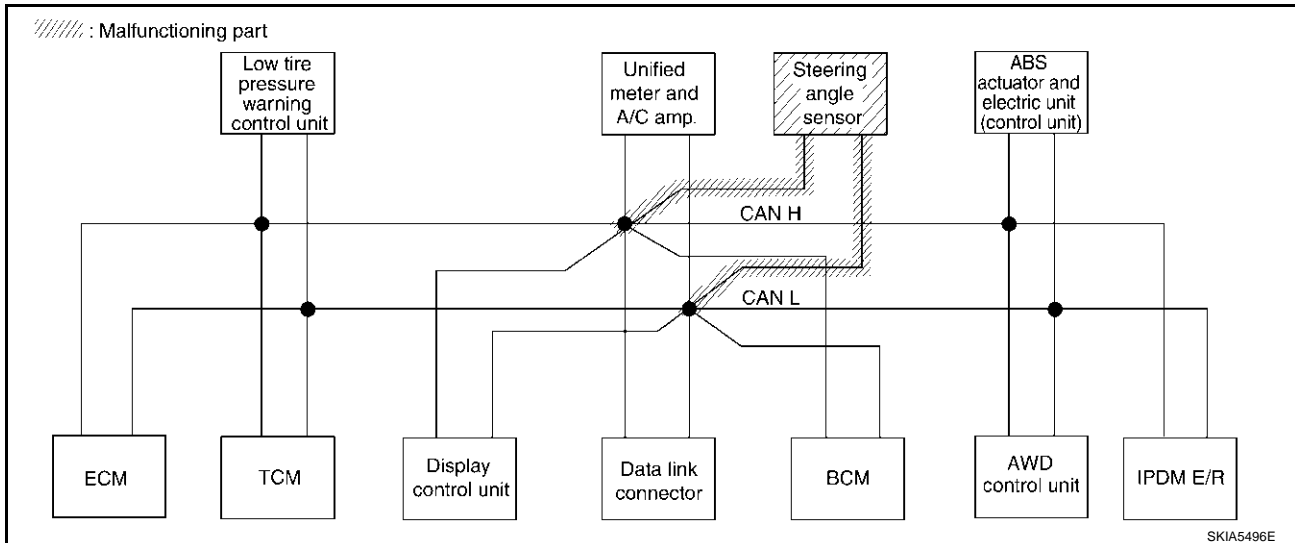 : Malfunctioning part
Low tire
pressure
warning
control unit
Unified
meter and
A/C amp.
Steering
angle
sensor
ABS
actuator and
electric unit
(control unit)
CAN H
CAN L
ECM
TCM
Display
control unit
Data link
connector
BCM
AWD
control unit
IPDM E/R
SKIA5496E